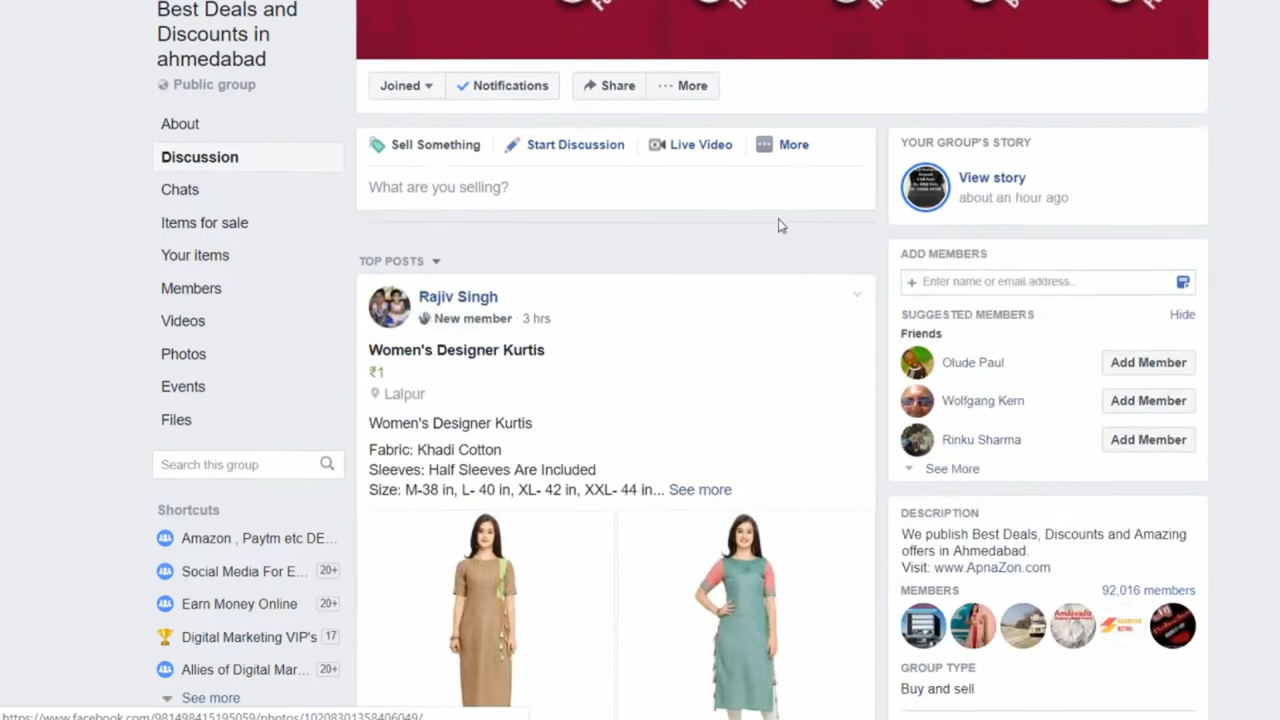 Best Deals and
Discounts in
ahmedabad
Public group
About
Discussion
Chats
Items for sale
Your items
Members
Videos
Photos
Events
Files
Search this group
Shortcuts
Amazon , Paytm etc DE...
Social Media For E... 20+
Earn Money Online 20+
Digital Marketing VIP's 17
Allies of Digital Mar... 20+
See more
https://www.facebook.com/981498415195059/photos/10208301358406049/
Joined Notifications Share ··· More
Sell Something Start Discussion Live Video More
What are you selling?
TOP POSTS
Rajiv Singh
New member · 3 hrs
Women's Designer Kurtis
₹1
Lalpur
Women's Designer Kurtis
Fabric: Khadi Cotton
Sleeves: Half Sleeves Are Included
Size: M-38 in, L- 40 in, XL- 42 in, XXL- 44 in... See more
YOUR GROUP'S STORY
View story
about an hour ago
ADD MEMBERS
+ Enter name or email address...
SUGGESTED MEMBERS Hide
Friends
Olude Paul Add Member
Wolfgang Kern Add Member
Rinku Sharma Add Member
See More
DESCRIPTION
We publish Best Deals, Discounts and Amazing
offers in Ahmedabad.
Visit: www.ApnaZon.com
MEMBERS 92,016 members
GROUP TYPE
Buy and sell